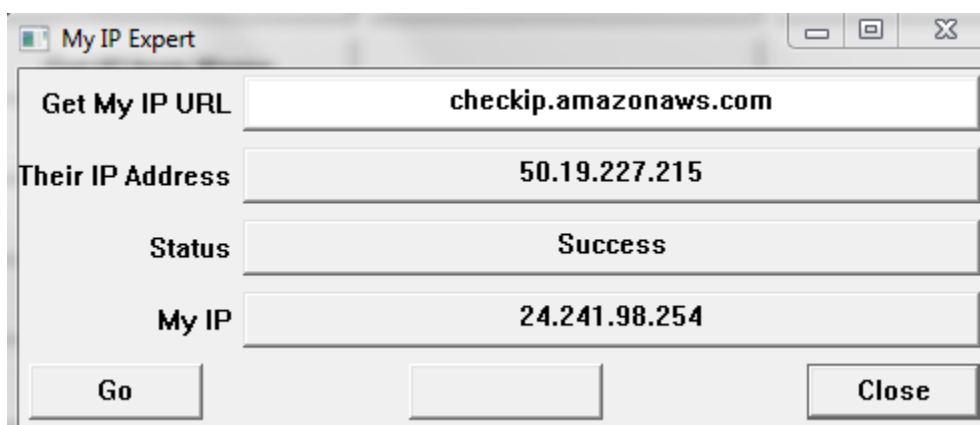 My IP Expert
Get My IP URL checkip.amazonaws.com
Their IP Address 50.19.227.215
Status Success
My IP 24.241.98.254
Go Close